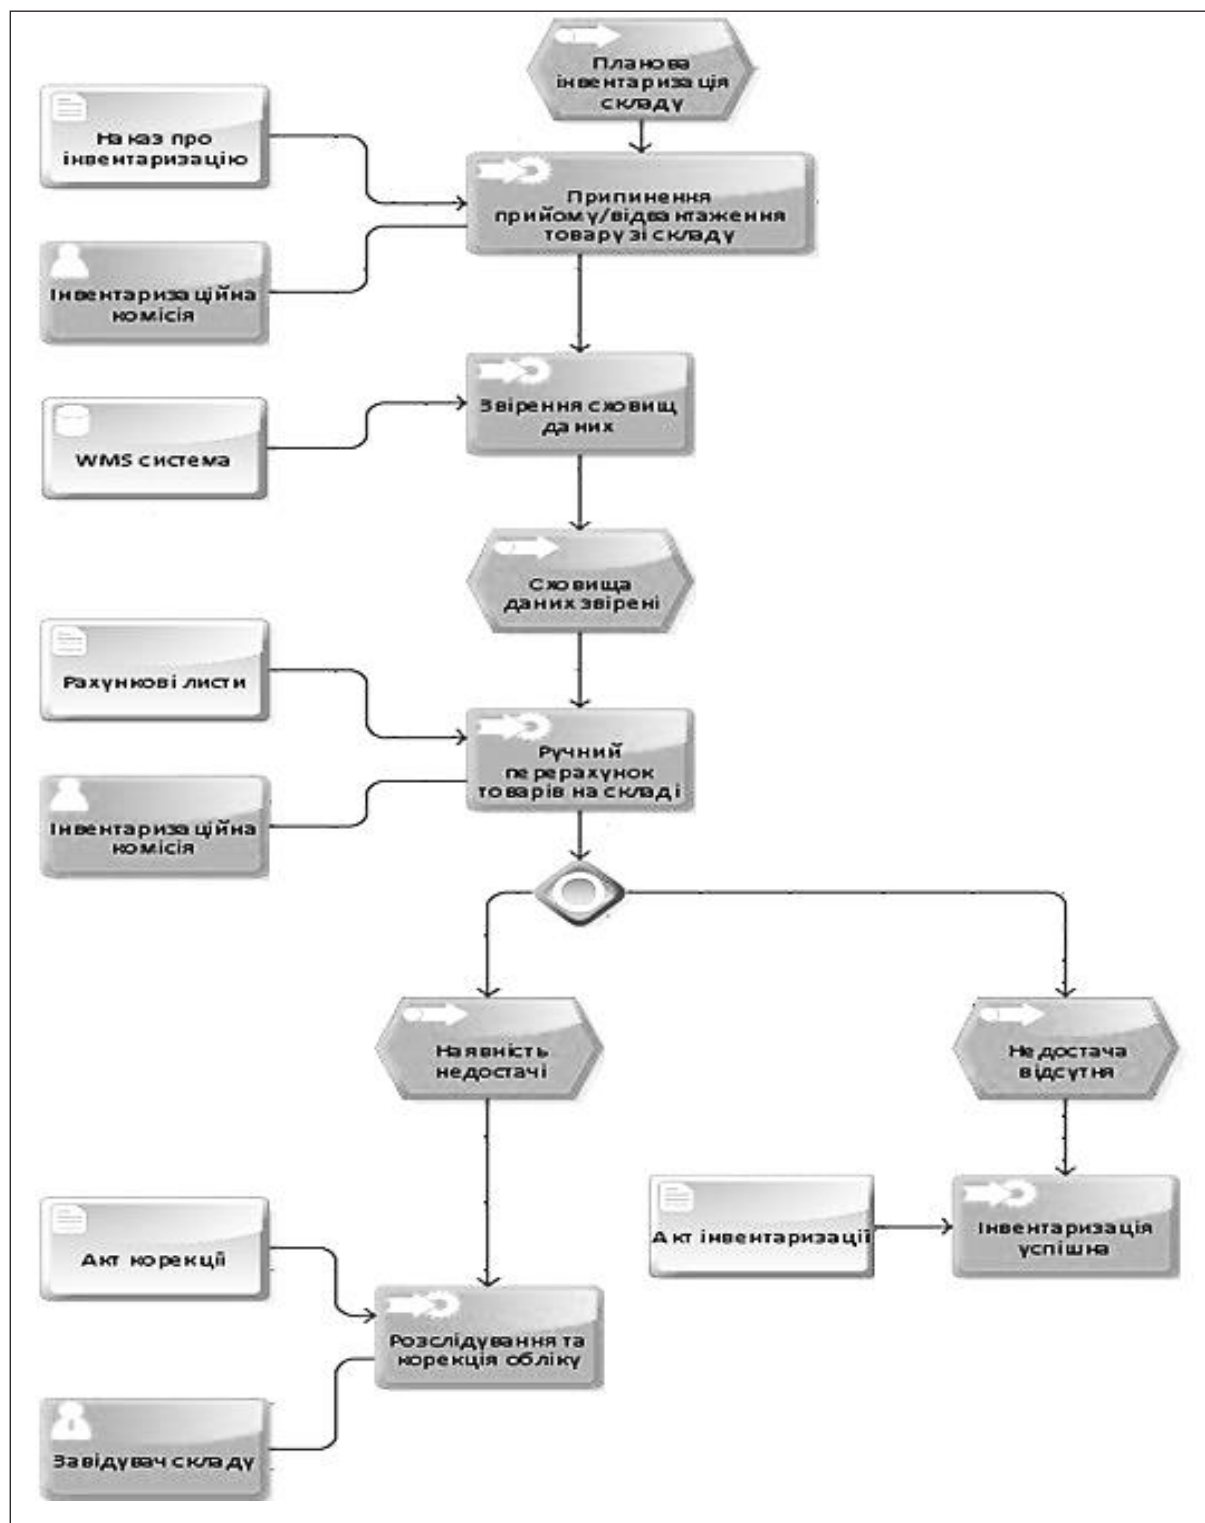 Планова
інвентаризація
складу
Наказ про
інвентаризацію
Припинення
прийому/відвантаження
товару зі складу
Інвентаризаційна
комісія
Звірення сховищ
даних
WMS система
Сховища
даних звірені
Рахункові листи
Ручний
перерахунок
товарів на складі
Інвентаризаційна
комісія
Наявність
недостачі
Недостача
відсутня
Акт інвентаризації
Інвентаризація
успішна
Акт корекції
Розслідування та
корекція обліку
Завідувач складу